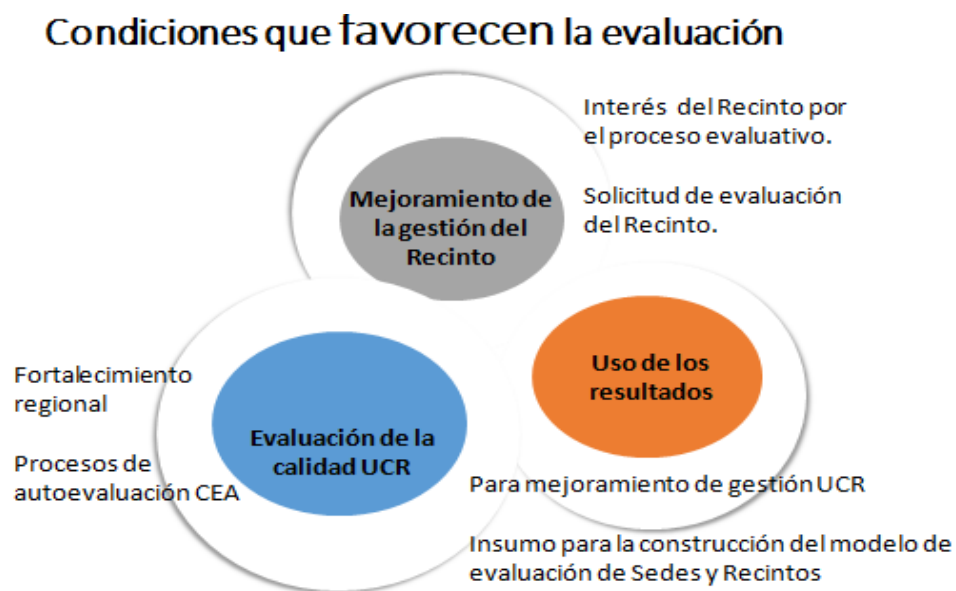 Condiciones que favorecen la evaluación
Interés del Recinto por
el proceso evaluativo.
Solicitud de evaluación
del Recinto.
Mejoramiento de
la gestión del
Recinto
Uso de los
resultados
Fortalecimiento
regional
Procesos de
autoevaluación CEA
Evaluación de la
calidad UCR
Para mejoramiento de gestión UCR
Insumo para la construcción del modelo de
evaluación de Sedes y Recintos